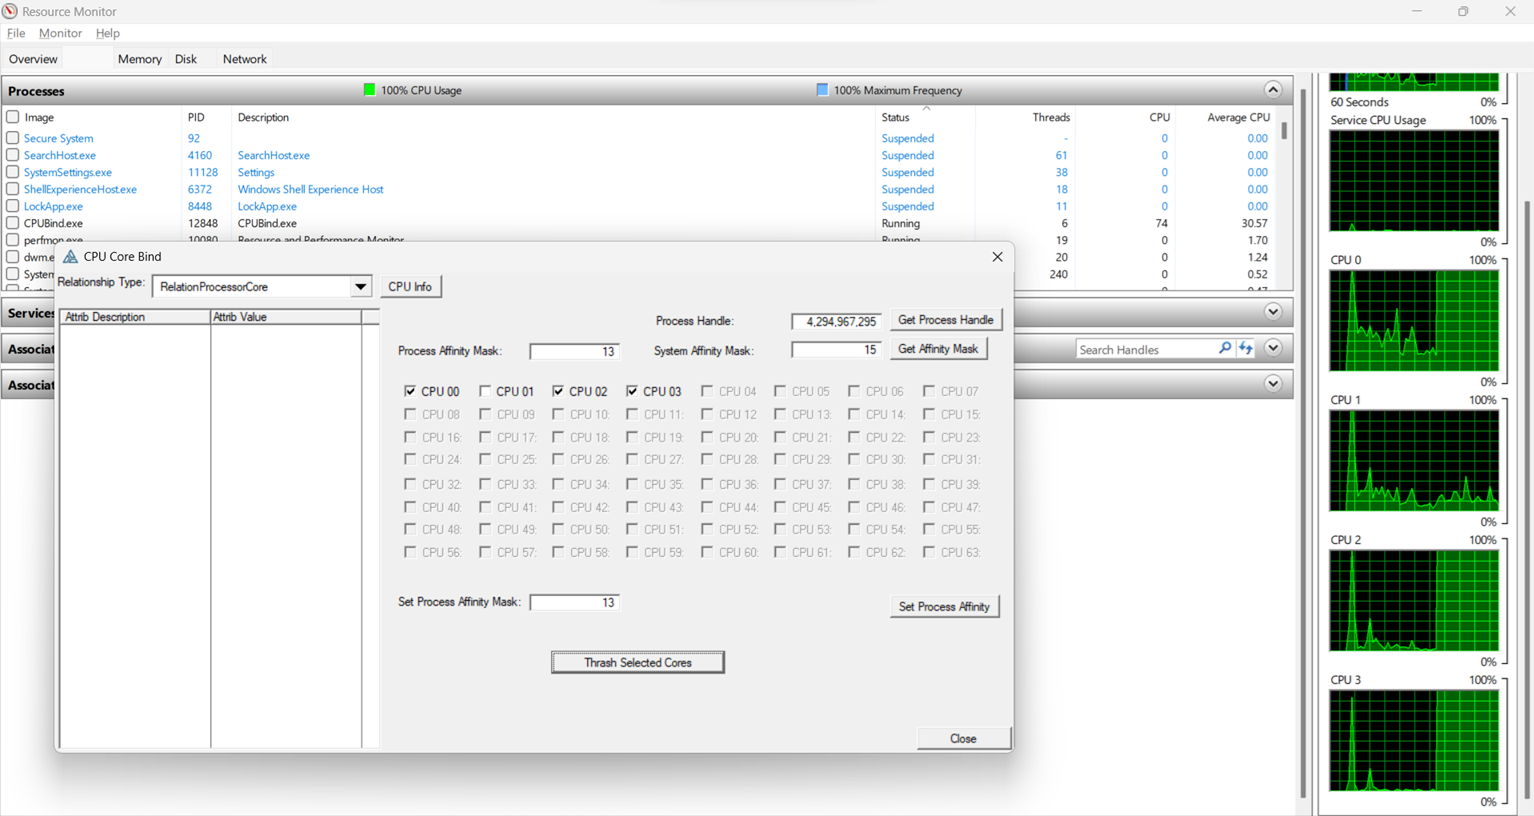 Resource Monitor
File Monitor Help
Overview Memory Disk Network
Processes 100% CPU Usage 100% Maximum Frequency
Image PID Description Status Threads CPU Average CPU
Secure System 92 Suspended - 0 0.00
SearchHost.exe 4160 SearchHost.exe Suspended 61 0 0.00
SystemSettings.exe 11128 Settings Suspended 38 0 0.00
ShellExperienceHost.exe 6372 Windows Shell Experience Host Suspended 18 0 0.00
LockApp.exe 8448 LockApp.exe Suspended 11 0 0.00
CPUBind.exe 12848 CPUBind.exe Running 6 74 30.57
perfmon.exe 10080 Resource and Performance Monitor Running 19 0 1.70
dwm.e 20 0 1.24
System 240 0 0.52
Services
Associat
Search Handles
Associat
CPU Core Bind
Relationship Type: RelationProcessorCore CPU Info
Attrib Description Attrib Value
Process Handle: 4,294,967,295 Get Process Handle
Process Affinity Mask: 13 System Affinity Mask: 15 Get Affinity Mask
CPU 00 CPU 01 CPU 02 CPU 03 CPU 04 CPU 05 CPU 06 CPU 07
CPU 08 CPU 09 CPU 10: CPU 11: CPU 12 CPU 13: CPU 14: CPU 15:
CPU 16: CPU 17: CPU 18: CPU 19: CPU 20: CPU 21: CPU 22: CPU 23:
CPU 24: CPU 25: CPU 26: CPU 27: CPU 28: CPU 29: CPU 30: CPU 31:
CPU 32: CPU 33: CPU 34: CPU 35: CPU 36: CPU 37: CPU 38: CPU 39:
CPU 40: CPU 41: CPU 42: CPU 43: CPU 44: CPU 45: CPU 46: CPU 47:
CPU 48: CPU 49: CPU 50: CPU 51: CPU 52: CPU 53: CPU 54: CPU 55:
CPU 56: CPU 57: CPU 58: CPU 59: CPU 60: CPU 61: CPU 62: CPU 63:
Set Process Affinity Mask: 13 Set Process Affinity
Thrash Selected Cores
Close
60 Seconds 0%
Service CPU Usage 100%
0%
CPU 0 100%
0%
CPU 1 100%
0%
CPU 2 100%
0%
CPU 3 100%
0%